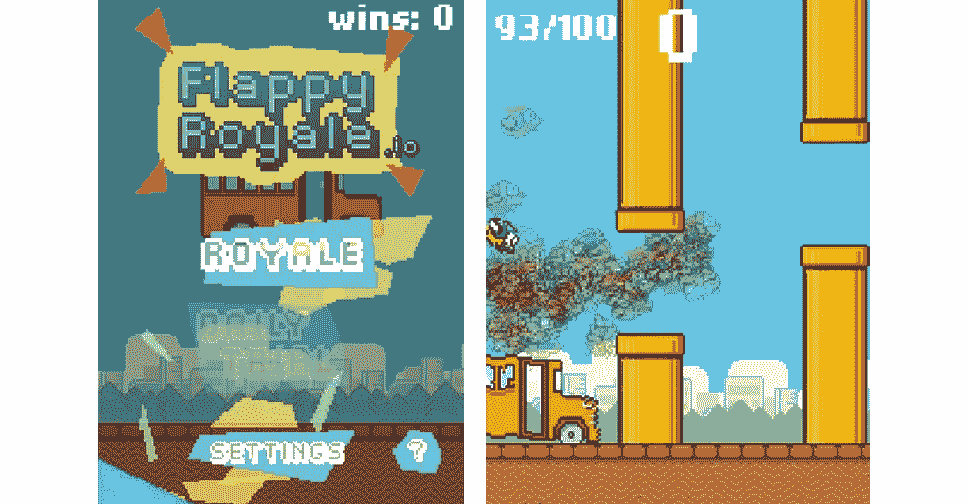 wins: 0
Flappy
Royale
.io
ROYALE
SETTINGS
?
93/100
0